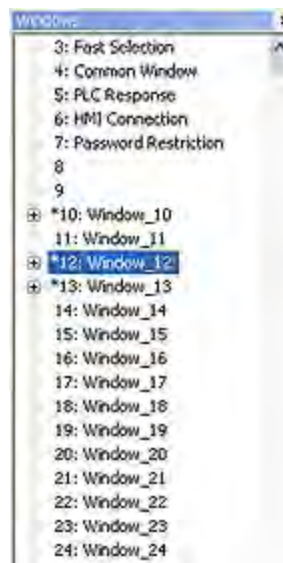 Windows
3: Fast Selection
4: Common Window
5: PLC Response
6: HMI Connection
7: Password Restriction
8
9
*10: Window_10
11: Window_11
*12: Window_12
*13: Window_13
14: Window_14
15: Window_15
16: Window_16
17: Window_17
18: Window_18
19: Window_19
20: Window_20
21: Window_21
22: Window_22
23: Window_23
24: Window_24